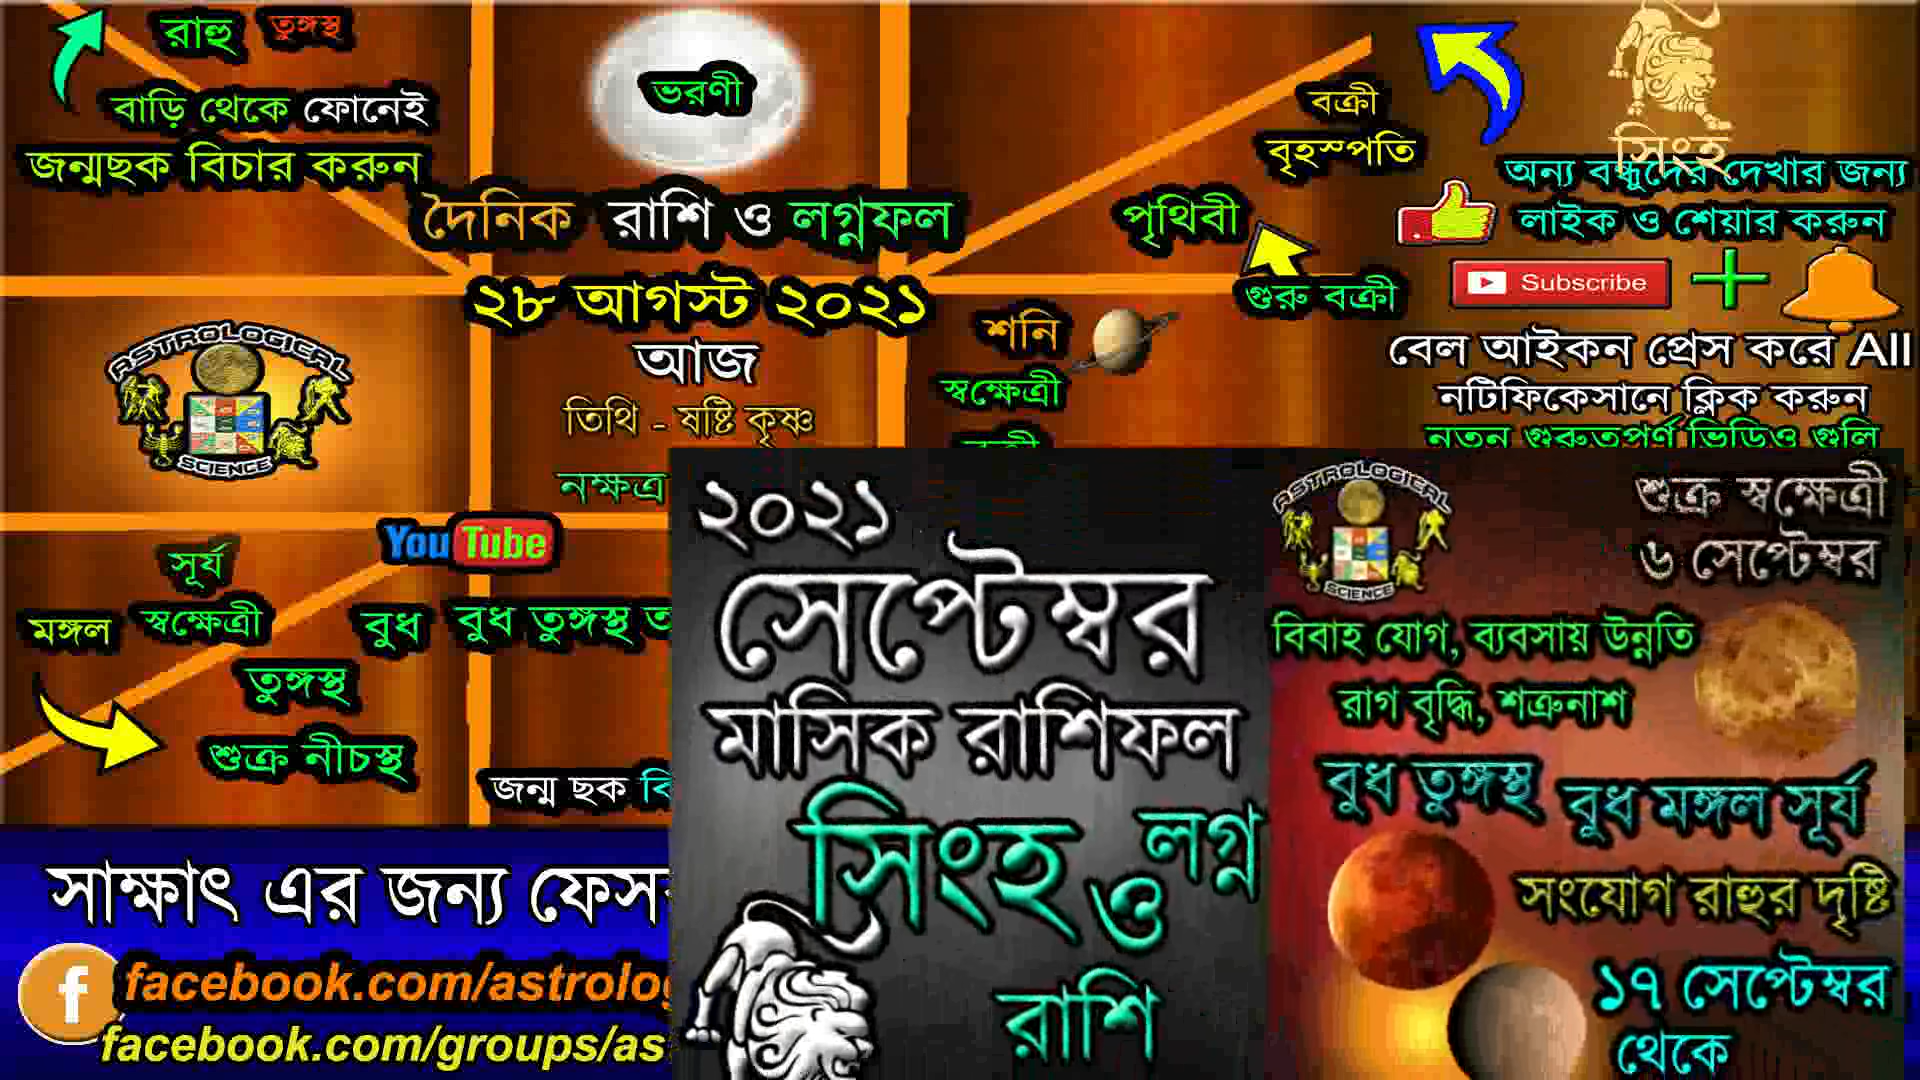 রাহু তুঙ্গস্থ
বাড়ি থেকে ফোনেই
জন্মছক বিচার করুন
ভরণী
দৈনিক রাশি ও লগ্নফল
২৮ আগস্ট ২০২১
আজ
তিথি - ষষ্টি কৃষ্ণ
নক্ষত্র
বক্রী
বৃহস্পতি
পৃথিবী
গুরু বক্রী
শনি
স্বক্ষেত্রী
সিংহ
অন্য বন্ধুদের দেখার জন্য
লাইক ও শেয়ার করুন
Subscribe
বেল আইকন প্রেস করে All
নটিফিকেসানে ক্লিক করুন
নতুন গুরুত্বপূর্ণ ভিডিও গুলি
ASTROLOGICAL
SCIENCE
YouTube
সূর্য
মঙ্গল স্বক্ষেত্রী
বুধ বুধ তুঙ্গস্থ
তুঙ্গস্থ
শুক্র নীচস্থ
জন্ম ছক বি
সাক্ষাৎ এর জন্য ফেস
facebook.com/astrolo
facebook.com/groups/as
২০২১
সেপ্টেম্বর
মাসিক রাশিফল
সিংহ ও লগ্ন
রাশি
ASTROLOGICAL
SCIENCE
শুক্র স্বক্ষেত্রী
৬ সেপ্টেম্বর
বিবাহ যোগ, ব্যবসায় উন্নতি
রাগ বৃদ্ধি, শত্রুনাশ
বুধ তুঙ্গস্থ বুধ মঙ্গল সূর্য
সংযোগ রাহুর দৃষ্টি
১৭ সেপ্টেম্বর
থেকে